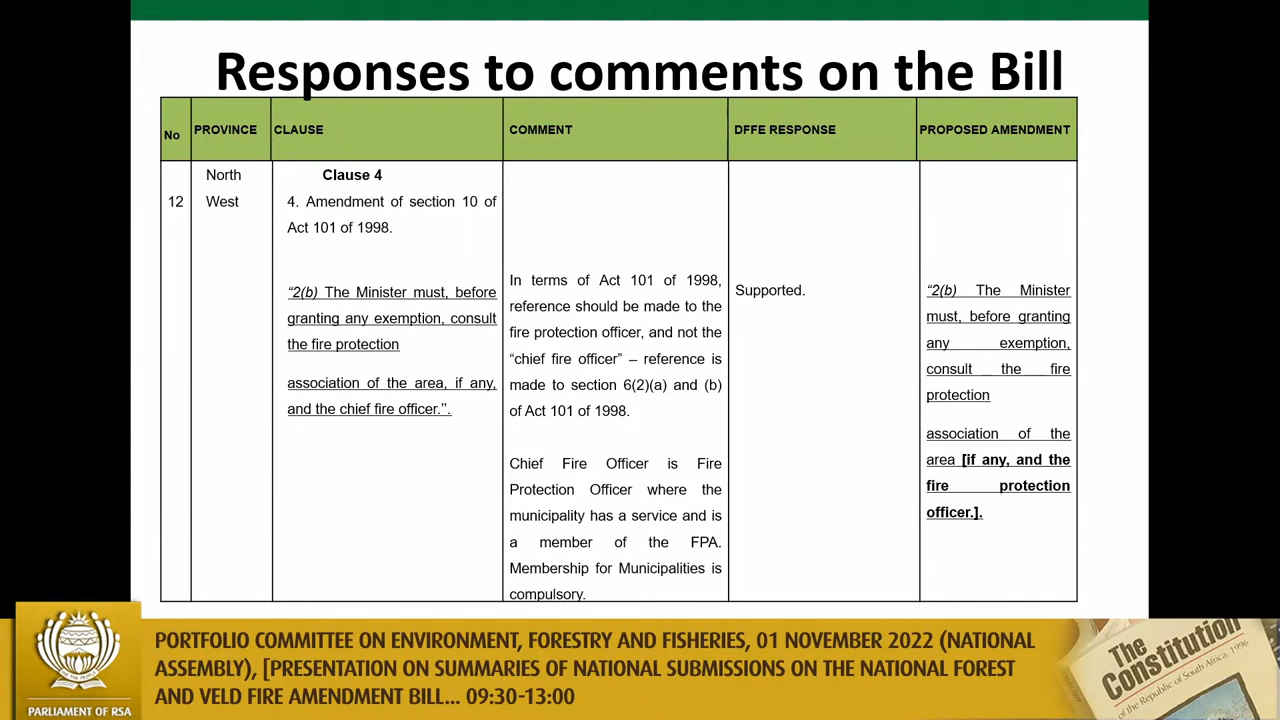 Responses to comments on the Bill
No
PROVINCE
CLAUSE
COMMENT
DFFE RESPONSE
PROPOSED AMENDMENT
12
North
West
Clause 4
4. Amendment of section 10 of
Act 101 of 1998.
“2(b) The Minister must, before
granting any exemption, consult
the fire protection
association of the area, if any,
and the chief fire officer.”.
In terms of Act 101 of 1998,
reference should be made to the
fire protection officer, and not the
“chief fire officer” – reference is
made to section 6(2)(a) and (b)
of Act 101 of 1998.
Chief Fire Officer is Fire
Protection Officer where the
municipality has a service and is
a member of the FPA.
Membership for Municipalities is
compulsory.
Supported.
“2(b) The Minister
must, before granting
any exemption,
consult the fire
protection
association of the
area [if any, and the
fire protection
officer.].
PORTFOLIO COMMITTEE ON ENVIRONMENT, FORESTRY AND FISHERIES, 01 NOVEMBER 2022 (NATIONAL
ASSEMBLY), [PRESENTATION ON SUMMARIES OF NATIONAL SUBMISSIONS ON THE NATIONAL FOREST
AND VELD FIRE AMENDMENT BILL... 09:30-13:00
PARLIAMENT OF RSA
The
Constitution
of the Republic of South Africa, 1996